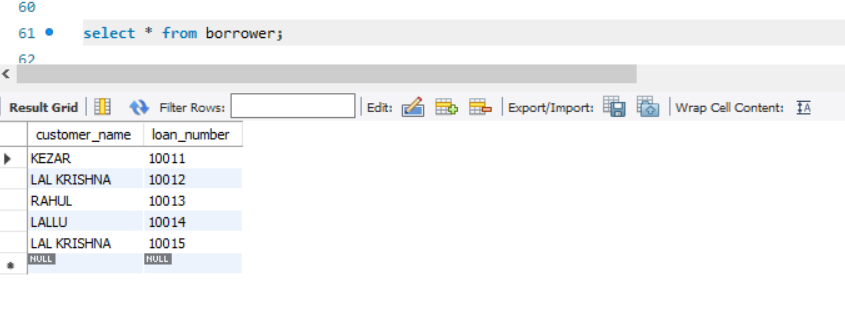 60
61 select * from borrower;
62
Result Grid Filter Rows: Edit: Export/Import: Wrap Cell Content: IA
customer_name loan_number
KEZAR 10011
LAL KRISHNA 10012
RAHUL 10013
LALLU 10014
LAL KRISHNA 10015
NULL NULL